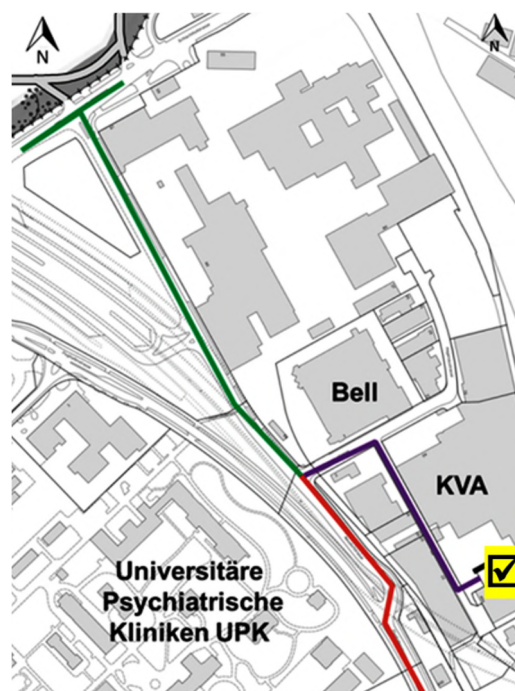 N
N
Bell
KVA
Universitäre
Psychiatrische
Kliniken UPK